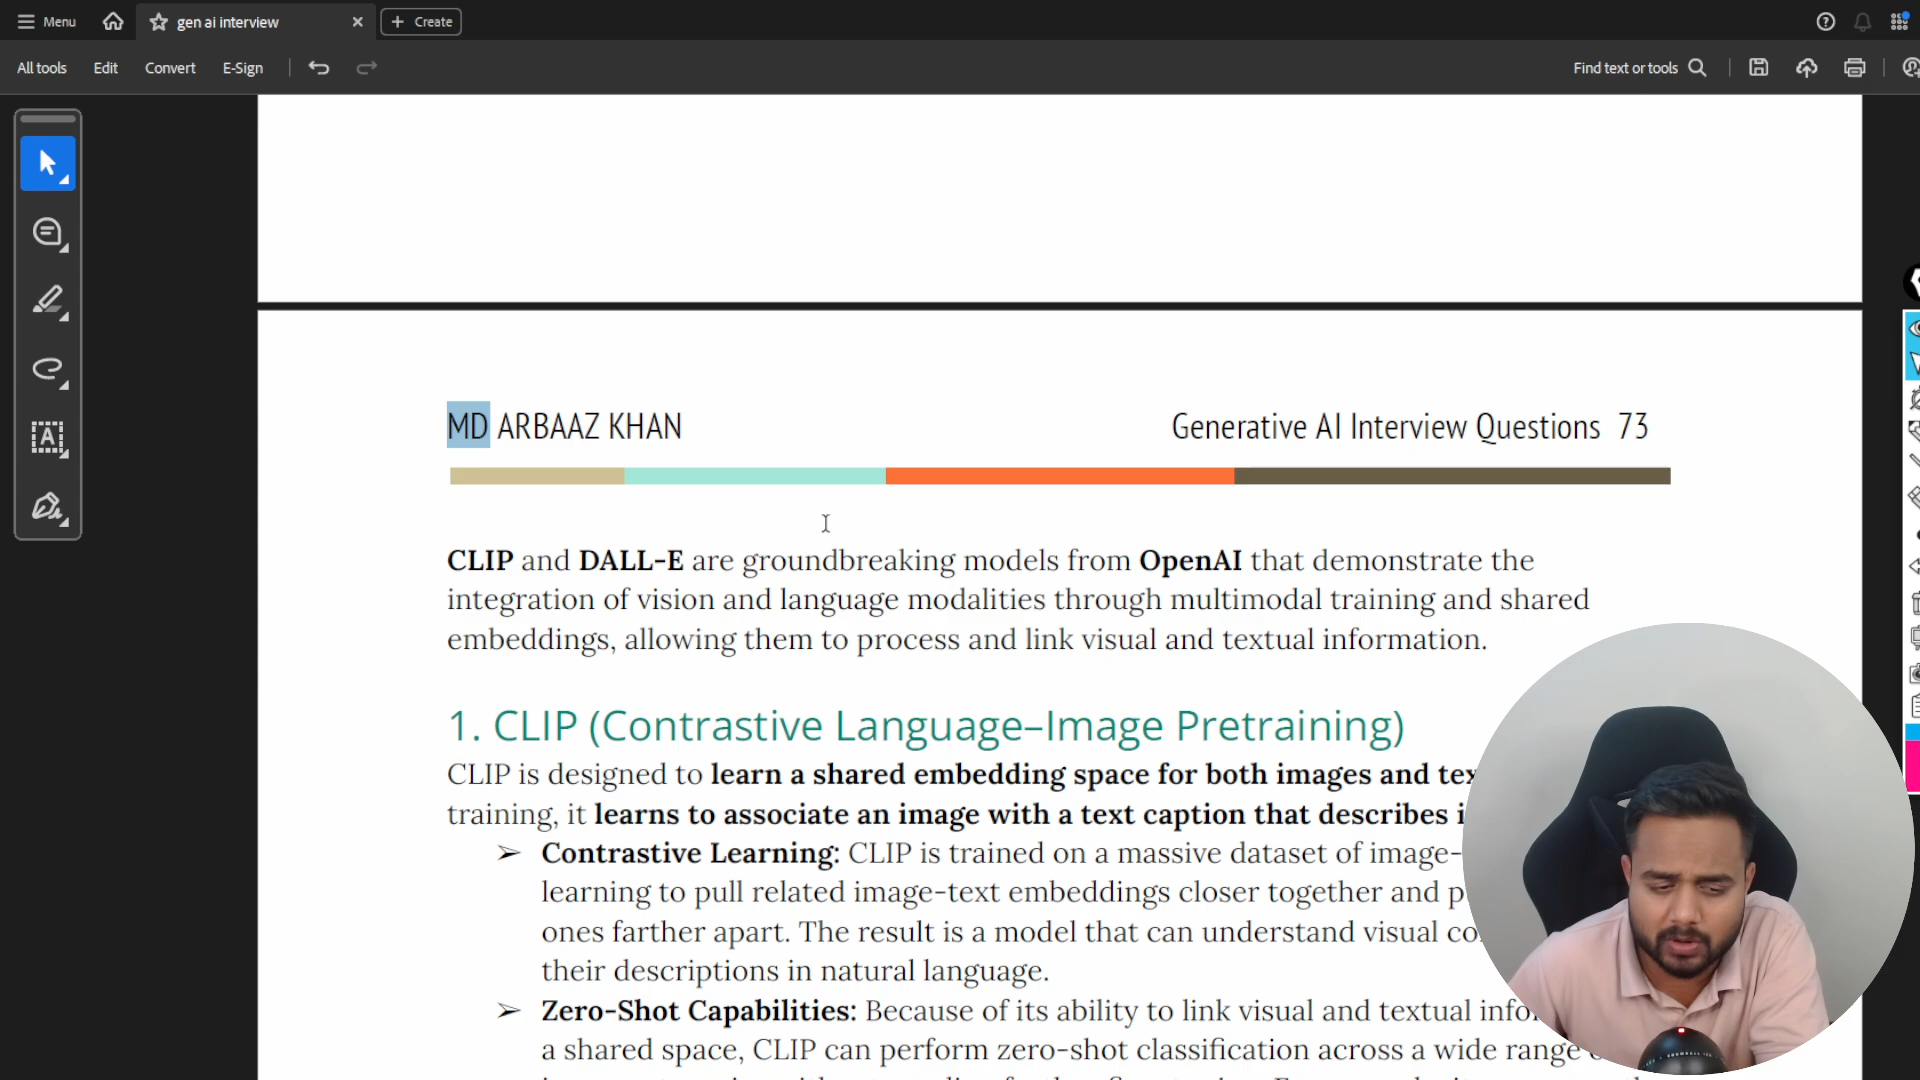 Menu
gen ai interview
Create
All tools
Edit
Convert
E-Sign
Find text or tools
MD ARBAAZ KHAN
Generative AI Interview Questions 73
CLIP and DALL-E are groundbreaking models from OpenAI that demonstrate the
integration of vision and language modalities through multimodal training and shared
embeddings, allowing them to process and link visual and textual information.
1. CLIP (Contrastive Language–Image Pretraining)
CLIP is designed to learn a shared embedding space for both images and
training, it learns to associate an image with a text caption that describes
➢ Contrastive Learning: CLIP is trained on a massive dataset of image-
learning to pull related image-text embeddings closer together and
ones farther apart. The result is a model that can understand visual
their descriptions in natural language.
➢ Zero-Shot Capabilities: Because of its ability to link visual and textual
a shared space, CLIP can perform zero-shot classification across a wide range